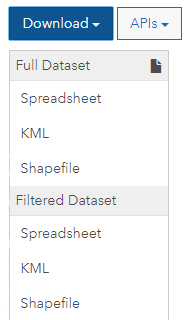 Download APIs
Full Dataset
Spreadsheet
KML
Shapefile
Filtered Dataset
Spreadsheet
KML
Shapefile